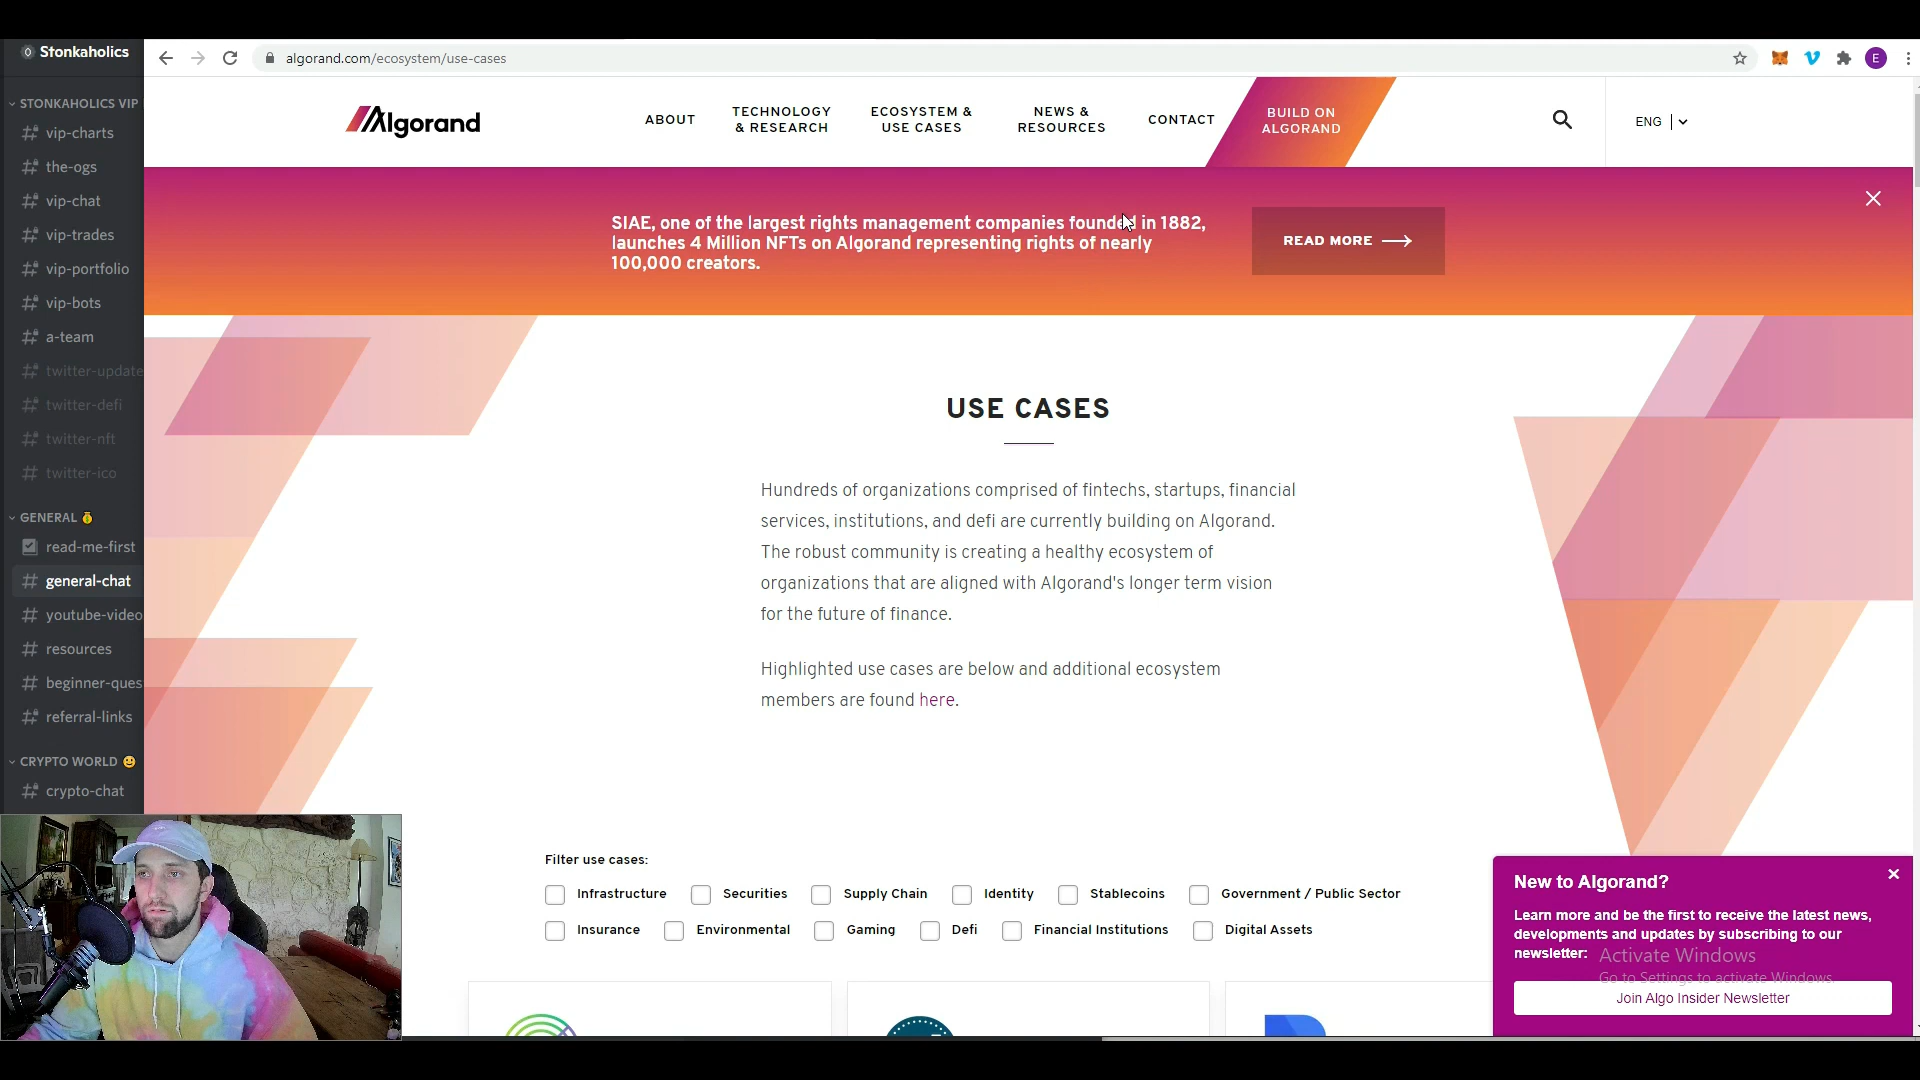 Stonkaholics
STONKAHOLICS VIP
vip-charts
the-ogs
vip-chat
vip-trades
vip-portfolio
vip-bots
a-team
twitter-update
twitter-defi
twitter-nft
twitter-ico
GENERAL
read-me-first
general-chat
youtube-video
resources
beginner-ques
referral-links
CRYPTO WORLD
crypto-chat
algorand.com/ecosystem/use-cases
E
Algorand
ABOUT
TECHNOLOGY
& RESEARCH
ECOSYSTEM &
USE CASES
NEWS &
RESOURCES
CONTACT
BUILD ON
ALGORAND
ENG
SIAE, one of the largest rights management companies founded in 1882,
launches 4 Million NFTs on Algorand representing rights of nearly
100,000 creators.
READ MORE
USE CASES
Hundreds of organizations comprised of fintechs, startups, financial
services, institutions, and defi are currently building on Algorand.
The robust community is creating a healthy ecosystem of
organizations that are aligned with Algorand's longer term vision
for the future of finance.
Highlighted use cases are below and additional ecosystem
members are found here.
Filter use cases:
Infrastructure Securities Supply Chain Identity Stablecoins Government / Public Sector
Insurance Environmental Gaming Defi Financial Institutions Digital Assets
New to Algorand?
Learn more and be the first to receive the latest news,
developments and updates by subscribing to our
newsletter:
Activate Windows
Go to Settings to activate Windows.
Join Algo Insider Newsletter